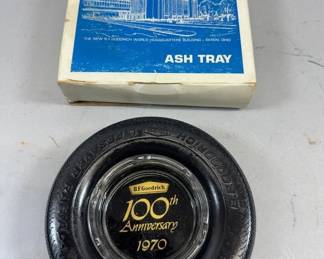 THE NEW B.F.GOODRICH WORLD HEADQUARTERS BUILDING - AKRON, OHIO
ASH TRAY
B.F.Goodrich
100th
Anniversary
1970